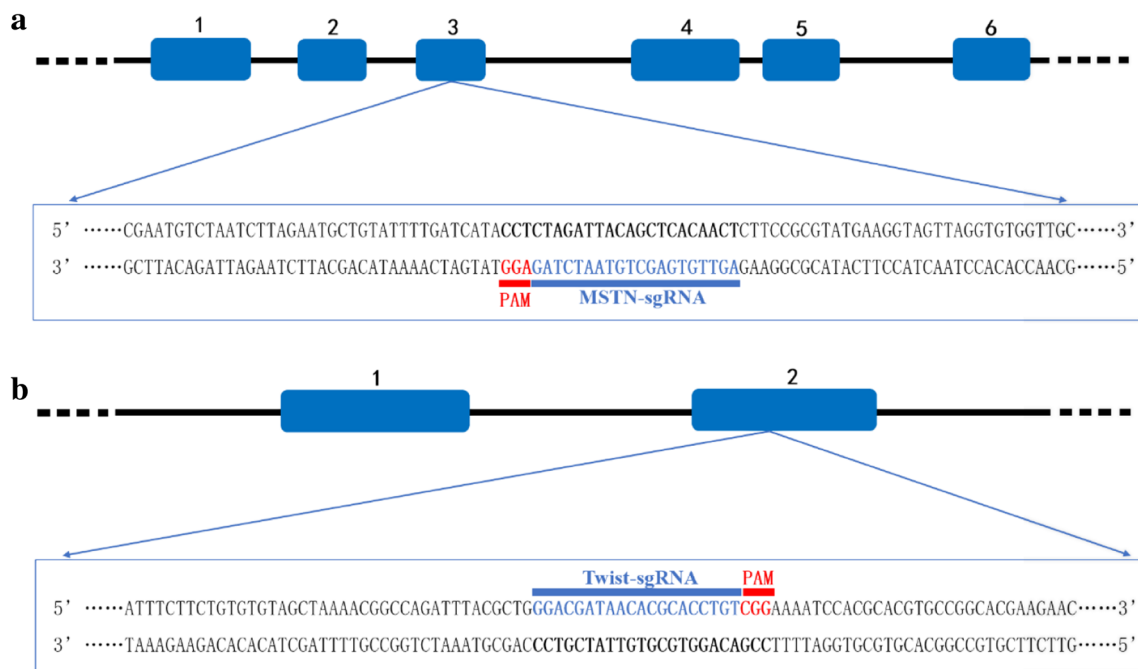 a
1 2 3 4 5 6
5' ······CGAATGTCTAATCTTAGAATGCTGTATTTTGATCATACCTCTAGATTACAGCTCACAACTCTTCCGCGTATGAAGGTAGTTAGGTGTGGTTGC······3'
3' ······GCTTACAGATTAGAATCTTACGACATAAAACTAGTATGGAGATCTAATGTCGAGTGTTGAGAAGGCGCATACTTCCATCAATCCACACCAACG······5'
PAM MSTN-sgRNA
b
1 2
Twist-sgRNA PAM
5' ······ATTTCTTCTGTGTGTAGCTAAAACGGCCAGATTTACGCTGGGACGATAACACGCACCTGTCGGAAAATCCACGCACGTGCCGGCACGAAGAAC······3'
3' ······TAAAGAAGACACACATCGATTTTGCCGGTCTAAATGCGACCCCTGCTATTGTGCGTGGACAGCCTTTTAGGTGCGTGCACGGCCGTGCTTCTTG······5'